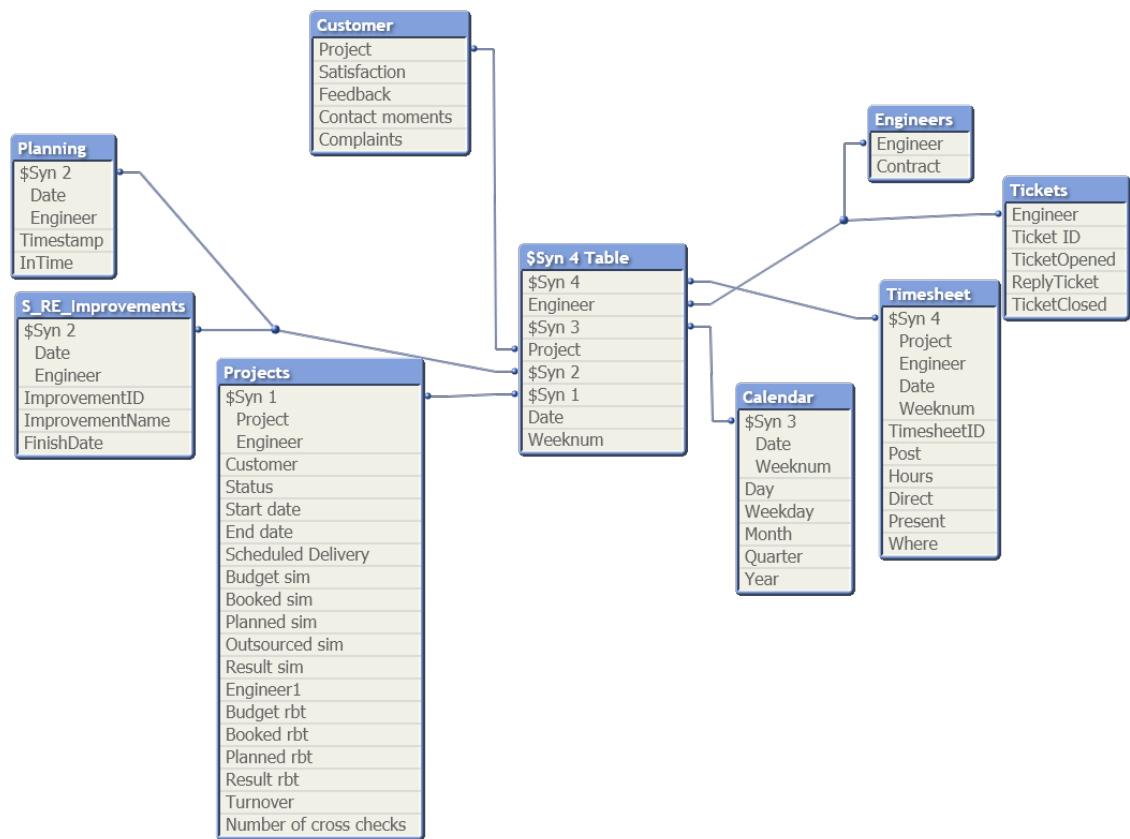 Customer
Project
Satisfaction
Feedback
Contact moments
Complaints
Planning
$Syn 2
Date
Engineer
Timestamp
InTime
S_RE_Improvements
$Syn 2
Date
Engineer
ImprovementID
ImprovementName
FinishDate
Projects
$Syn 1
Project
Engineer
Customer
Status
Start date
End date
Scheduled Delivery
Budget sim
Booked sim
Planned sim
Outsourced sim
Result sim
Engineer1
Budget rbt
Booked rbt
Planned rbt
Result rbt
Turnover
Number of cross checks
$Syn 4 Table
$Syn 4
Engineer
$Syn 3
Project
$Syn 2
$Syn 1
Date
Weeknum
Engineers
Engineer
Contract
Tickets
Engineer
Ticket ID
TicketOpened
ReplyTicket
TicketClosed
Timesheet
$Syn 4
Project
Engineer
Date
Weeknum
TimesheetID
Post
Hours
Direct
Present
Where
Calendar
$Syn 3
Date
Weeknum
Day
Weekday
Month
Quarter
Year